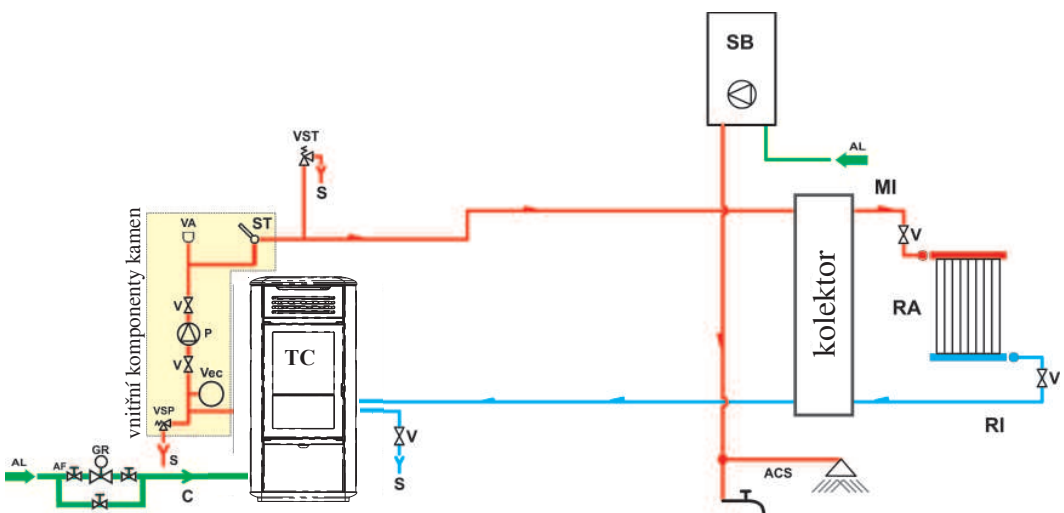 SB
AL
VST
S
MI
V
VA
ST
vnitřní komponenty kamen
V
P
V
Vec
VSP
S
TC
kolektor
RA
V
RI
V
S
GR
AL
AF
C
ACS